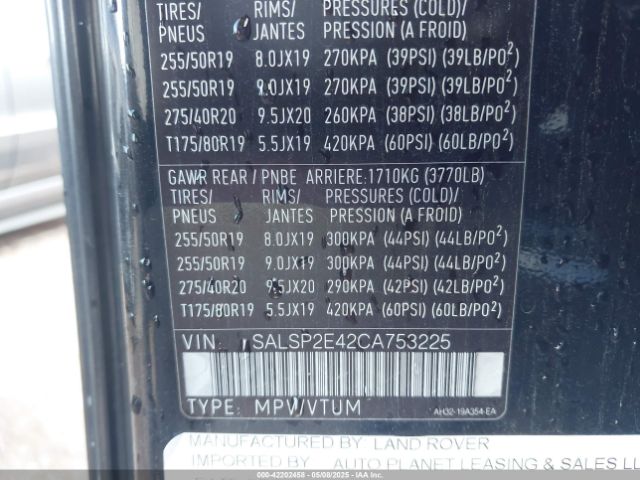 TIRES/ RIMS/ PRESSURES (COLD)/
PNEUS JANTES PRESSION (A FROID)
255/50R19 8.0JX19 270KPA (39PSI) (39LB/PO²)
255/50R19 9.0JX19 270KPA (39PSI) (39LB/PO²)
275/40R20 9.5JX20 260KPA (38PSI) (38LB/PO²)
T175/80R19 5.5JX19 420KPA (60PSI) (60LB/PO²)
GAWR REAR / PNBE ARRIERE:1710KG (3770LB)
TIRES/ RIMS/ PRESSURES (COLD)/
PNEUS JANTES PRESSION (A FROID)
255/50R19 8.0JX19 300KPA (44PSI) (44LB/PO²)
255/50R19 9.0JX19 300KPA (44PSI) (44LB/PO²)
275/40R20 9.5JX20 290KPA (42PSI) (42LB/PO²)
T175/80R19 5.5JX19 420KPA (60PSI) (60LB/PO²)
VIN: SALSP2E42CA753225
TYPE: MPW/VTUM AH32-19A354-EA
MANUFACTURED BY: LAND ROVER
IMPORTED AUTO PLANET LEASING & SALES LL
000-42202458 - 05/08/2025 - IAAI.COM